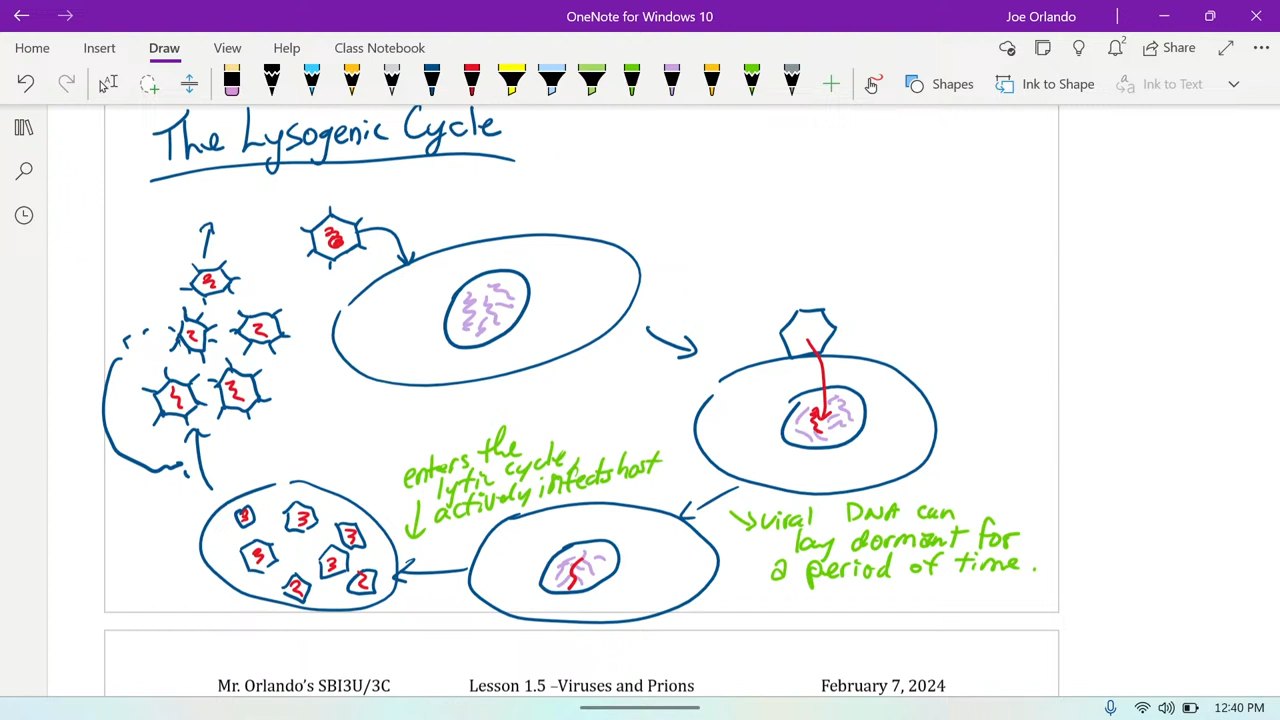 OneNote for Windows 10
Joe Orlando
Home Insert Draw View Help Class Notebook
2 Share
Shapes Ink to Shape Ink to Text
The Lysogenic Cycle
enters the
lytic cycle,
actively infects host
viral DNA can
lay dormant for
a period of time.
Mr. Orlando's SBI3U/3C Lesson 1.5 –Viruses and Prions February 7, 2024
12:40 PM